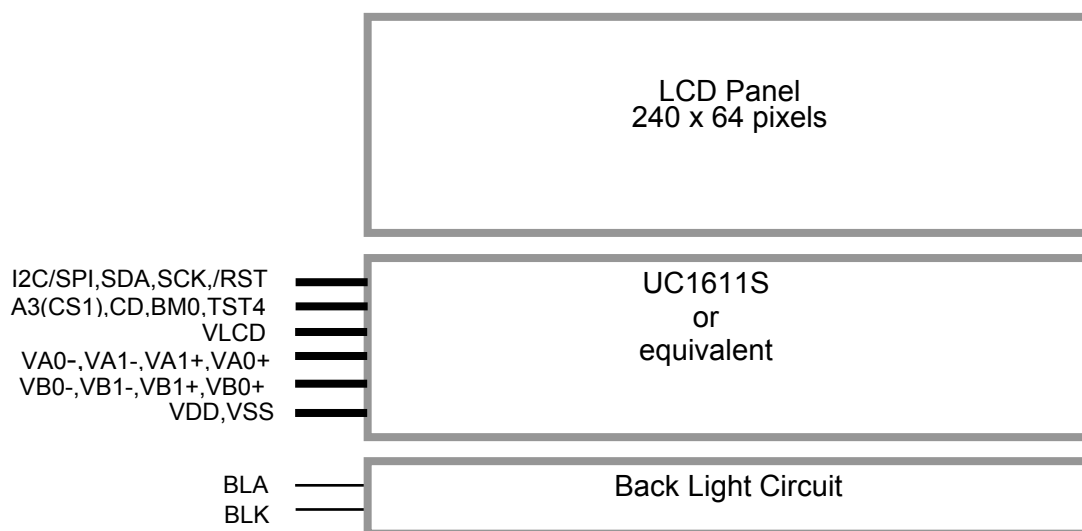 LCD Panel
240 x 64 pixels
I2C/SPI,SDA,SCK,/RST
A3(CS1),CD,BM0,TST4
VLCD
VA0-,VA1-,VA1+,VA0+
VB0-,VB1-,VB1+,VB0+
VDD,VSS
UC1611S
or
equivalent
BLA
BLK
Back Light Circuit